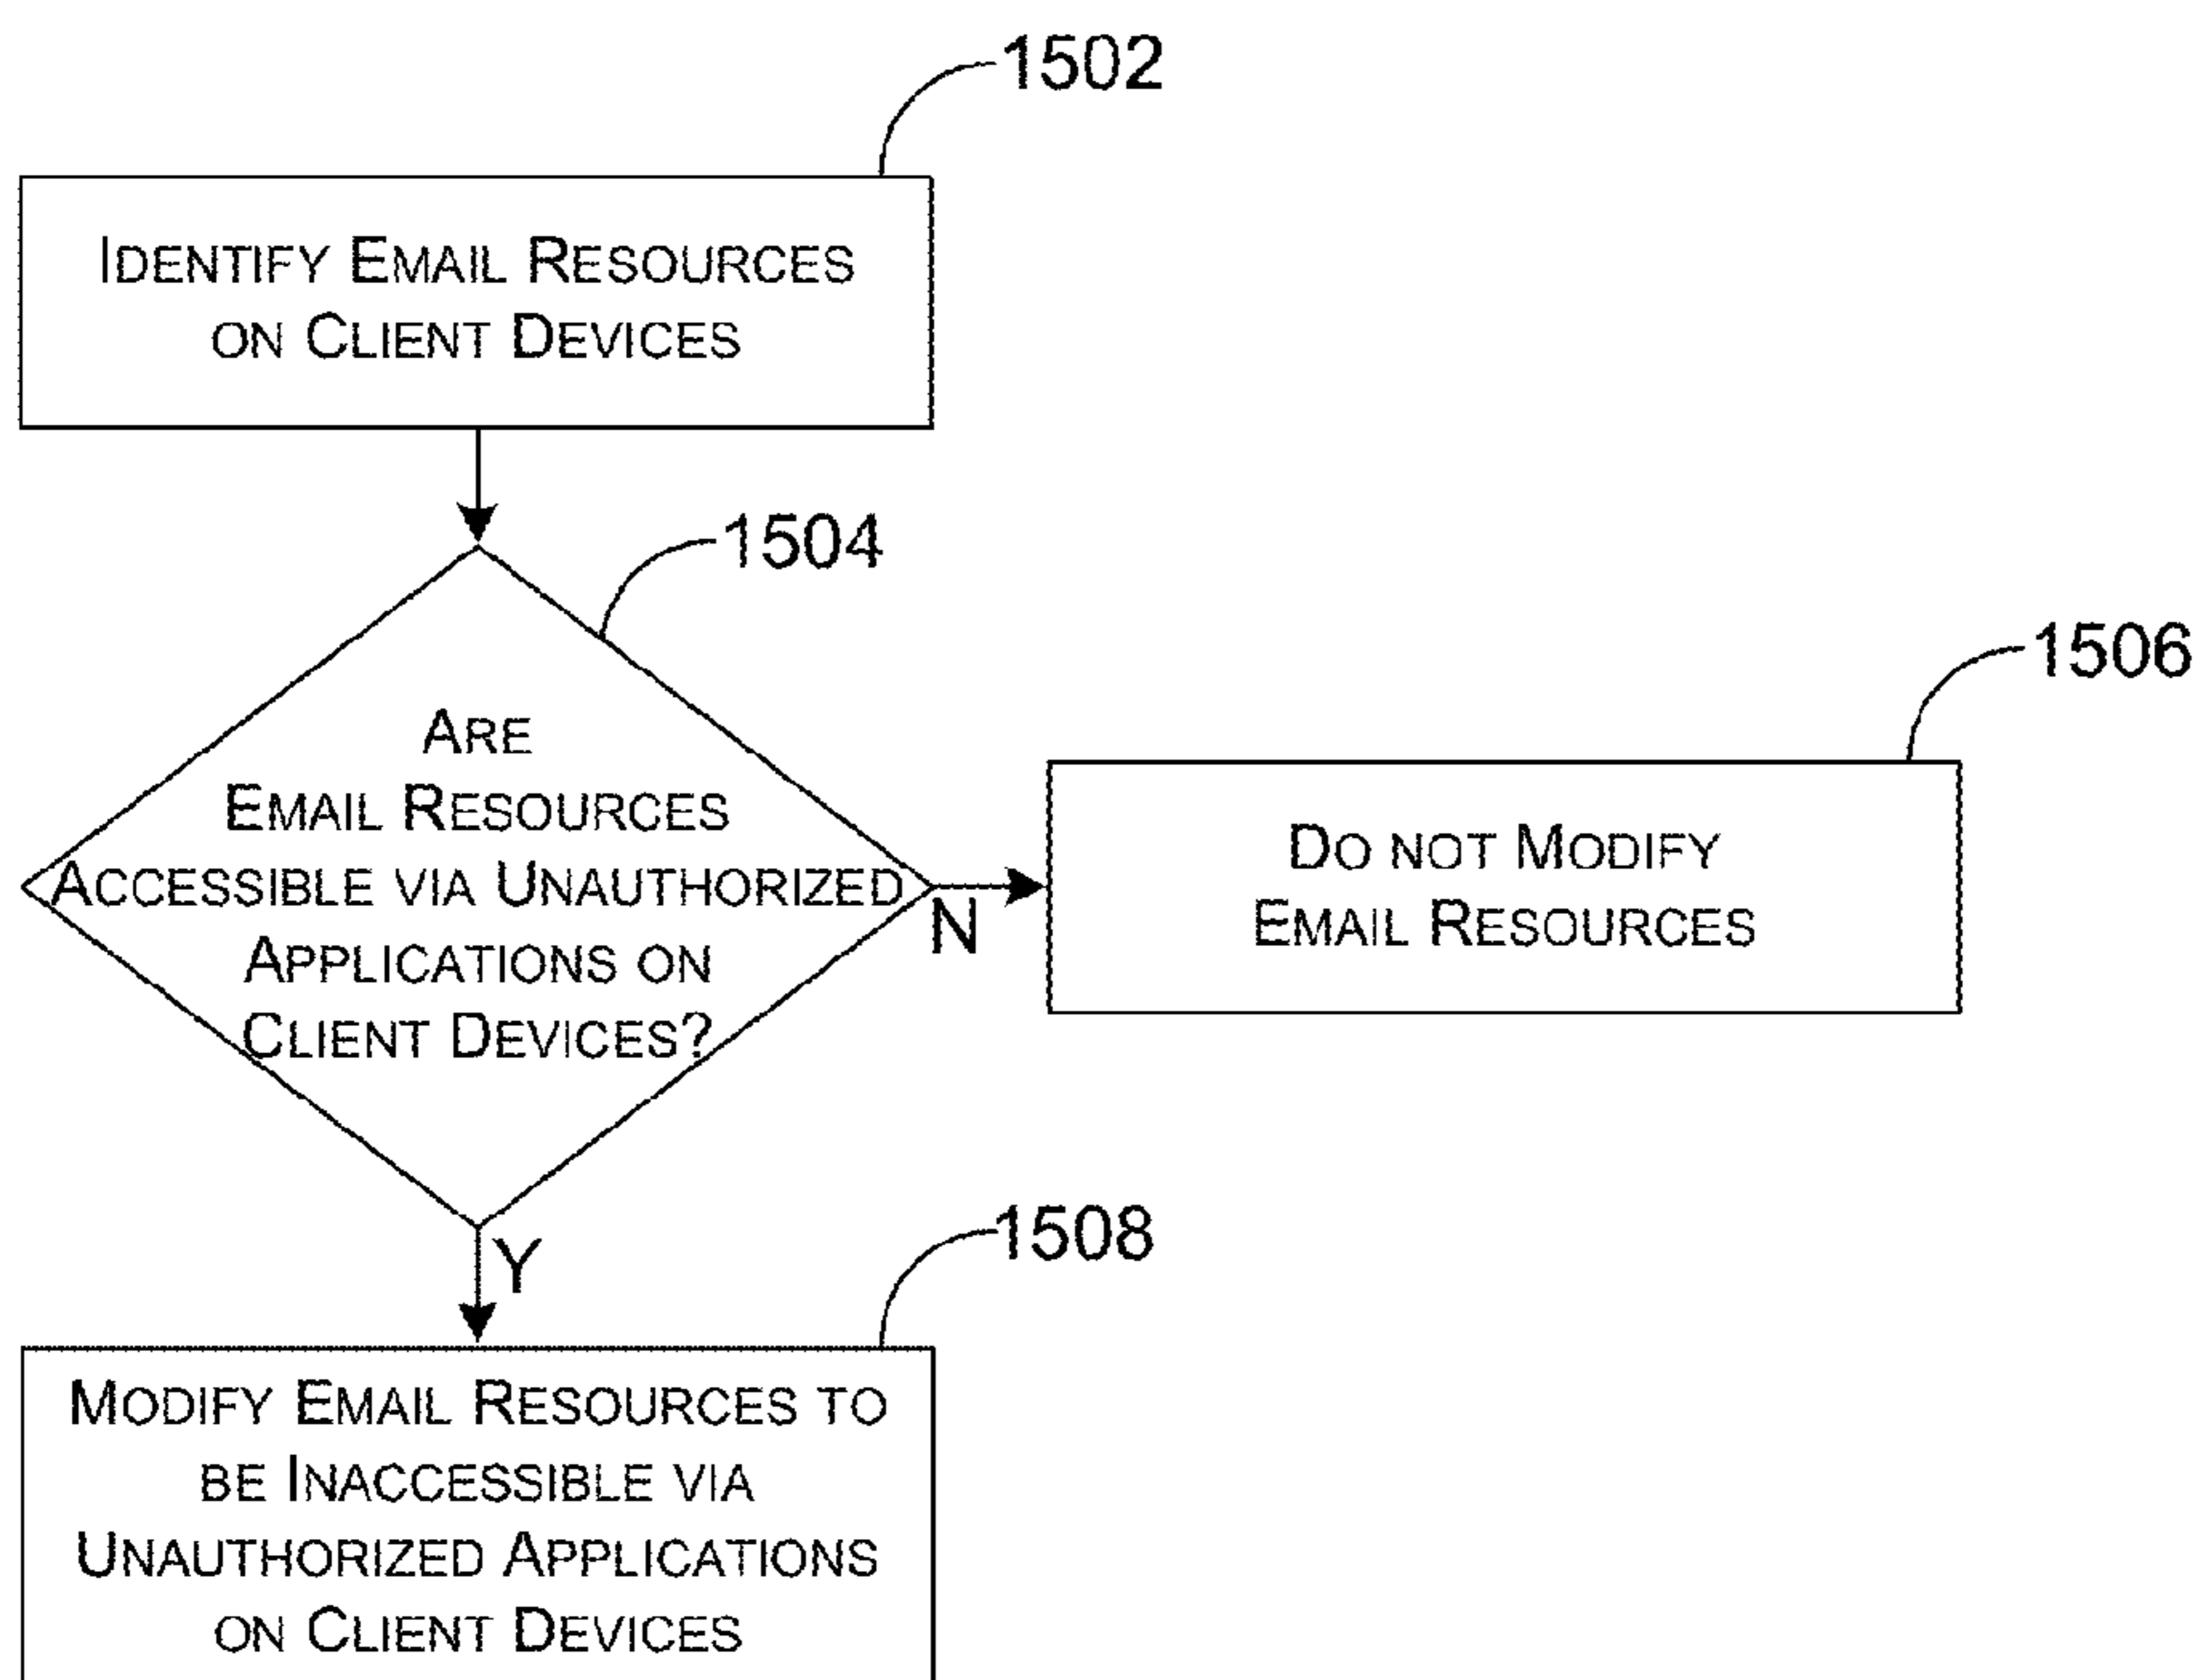 1502
IDENTIFY EMAIL RESOURCES
ON CLIENT DEVICES
1504
ARE
EMAIL RESOURCES
ACCESSIBLE VIA UNAUTHORIZED
APPLICATIONS ON
CLIENT DEVICES?
N
1506
DO NOT MODIFY
EMAIL RESOURCES
Y
1508
MODIFY EMAIL RESOURCES TO
BE INACCESSIBLE VIA
UNAUTHORIZED APPLICATIONS
ON CLIENT DEVICES